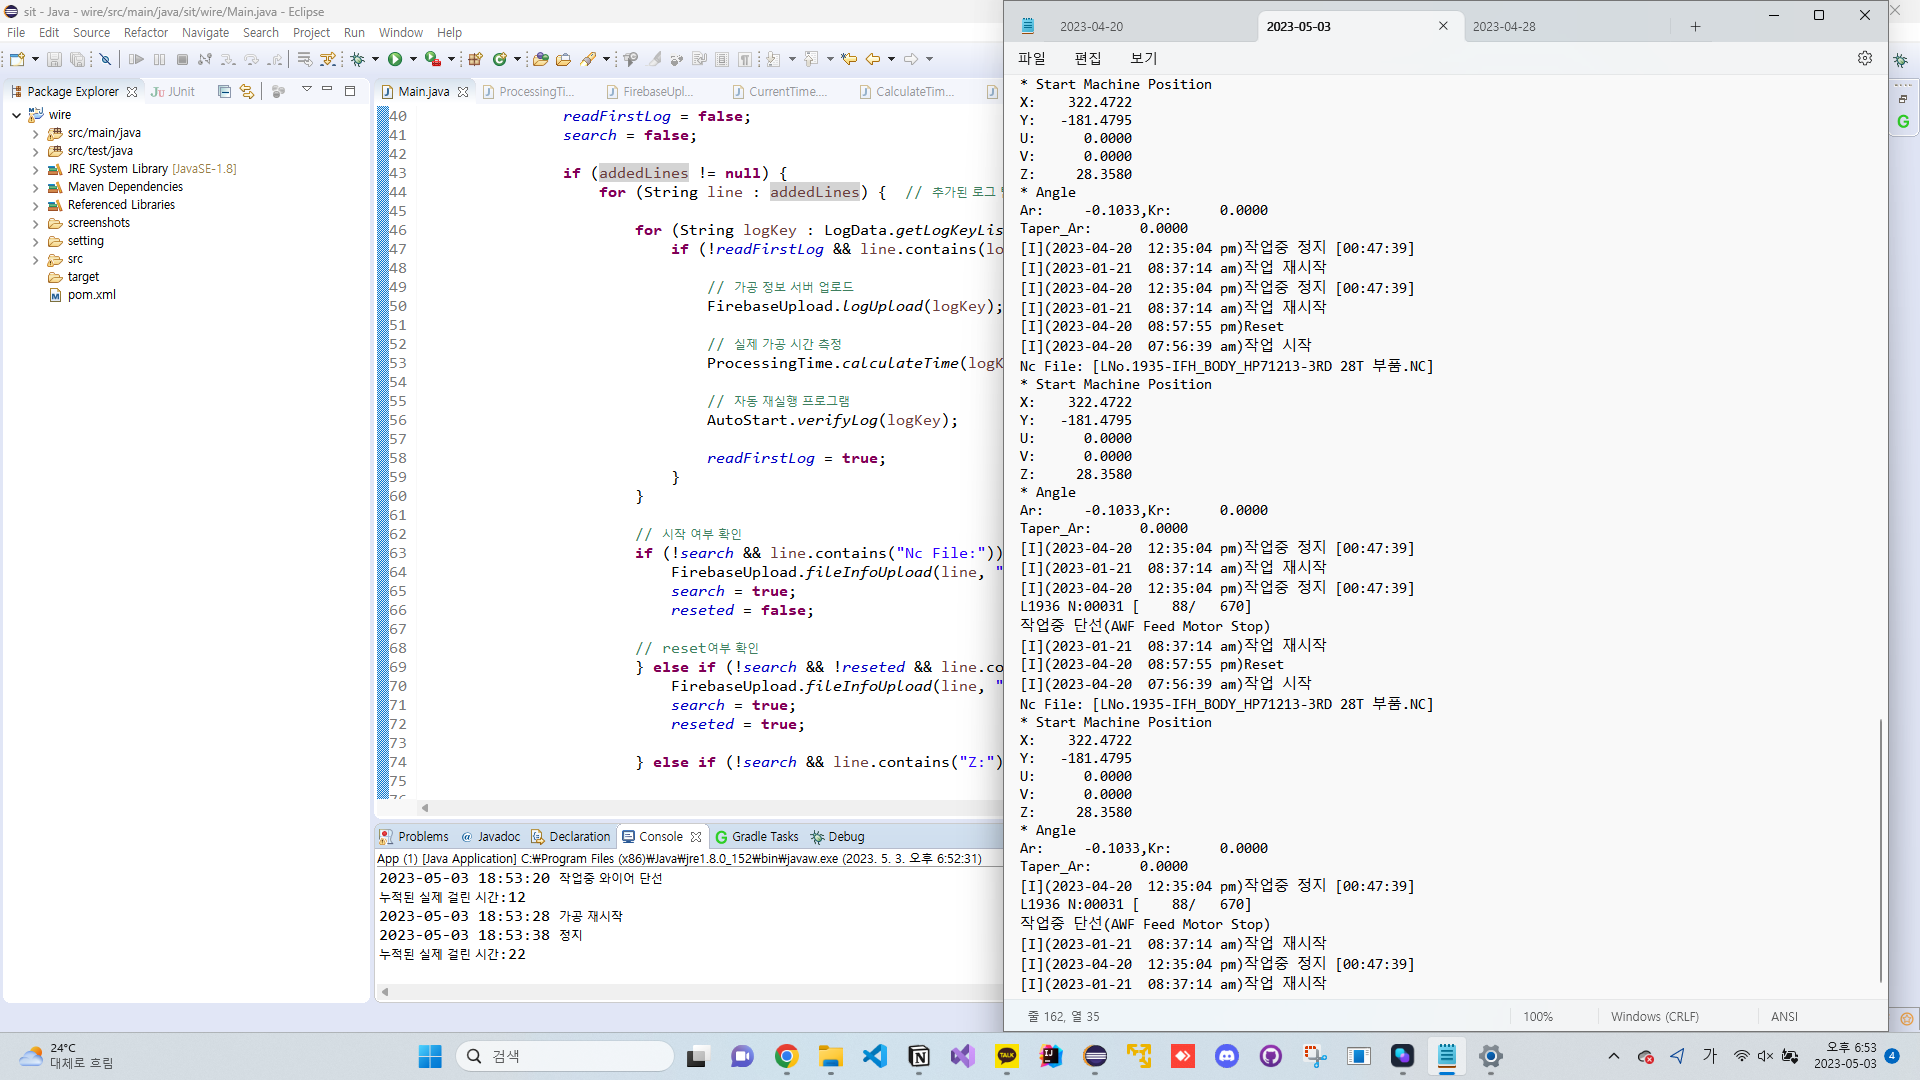 sit - Java - wire/src/main/java/sit/wire/Main.java - Eclipse
File Edit Source Refactor Navigate Search Project Run Window Help
Package Explorer
JUnit
wire
src/main/java
src/test/java
JRE System Library [JavaSE-1.8]
Maven Dependencies
Referenced Libraries
screenshots
setting
src
target
pom.xml
Main.java
ProcessingTi...
FirebaseUpl...
CurrentTime....
CalculateTim...
40 readFirstLog = false;
41 search = false;
42
43 if (addedLines != null) {
44 for (String line : addedLines) { // 추가된 로그
45
46 for (String logKey : LogData.getLogKeyLis
47 if (!readFirstLog && line.contains(lo
48
49 // 가공 정보 서버 업로드
50 FirebaseUpload.logUpload(logKey);
51
52 // 실제 가공 시간 측정
53 ProcessingTime.calculateTime(logK
54
55 // 자동 재실행 프로그램
56 AutoStart.verifyLog(logKey);
57
58 readFirstLog = true;
59 }
60 }
61
62 // 시작 여부 확인
63 if (!search && line.contains("Nc File:"))
64 FirebaseUpload.fileInfoUpload(line, "
65 search = true;
66 reseted = false;
67
68 // reset여부 확인
69 } else if (!search && !reseted && line.co
70 FirebaseUpload.fileInfoUpload(line, "
71 search = true;
72 reseted = true;
73
74 } else if (!search && line.contains("Z:")
75
76
Problems
Javadoc
Declaration
Console
Gradle Tasks
Debug
App (1) [Java Application] C:₩Program Files (x86)₩Java₩jre1.8.0_152₩bin₩javaw.exe (2023. 5. 3. 오후 6:52:31)
2023-05-03 18:53:20 작업중 와이어 단선
누적된 실제 걸린 시간:12
2023-05-03 18:53:28 가공 재시작
2023-05-03 18:53:38 정지
누적된 실제 걸린 시간:22
2023-04-20
2023-05-03
2023-04-28
파일 편집 보기
* Start Machine Position
X: 322.4722
Y: -181.4795
U: 0.0000
V: 0.0000
Z: 28.3580
* Angle
Ar: -0.1033,Kr: 0.0000
Taper_Ar: 0.0000
[I](2023-04-20 12:35:04 pm)작업중 정지 [00:47:39]
[I](2023-01-21 08:37:14 am)작업 재시작
[I](2023-04-20 12:35:04 pm)작업중 정지 [00:47:39]
[I](2023-01-21 08:37:14 am)작업 재시작
[I](2023-04-20 08:57:55 pm)Reset
[I](2023-04-20 07:56:39 am)작업 시작
Nc File: [LNo.1935-IFH_BODY_HP71213-3RD 28T 부품.NC]
* Start Machine Position
X: 322.4722
Y: -181.4795
U: 0.0000
V: 0.0000
Z: 28.3580
* Angle
Ar: -0.1033,Kr: 0.0000
Taper_Ar: 0.0000
[I](2023-04-20 12:35:04 pm)작업중 정지 [00:47:39]
[I](2023-01-21 08:37:14 am)작업 재시작
[I](2023-04-20 12:35:04 pm)작업중 정지 [00:47:39]
L1936 N:00031 [ 88/ 670]
작업중 단선(AWF Feed Motor Stop)
[I](2023-01-21 08:37:14 am)작업 재시작
[I](2023-04-20 08:57:55 pm)Reset
[I](2023-04-20 07:56:39 am)작업 시작
Nc File: [LNo.1935-IFH_BODY_HP71213-3RD 28T 부품.NC]
* Start Machine Position
X: 322.4722
Y: -181.4795
U: 0.0000
V: 0.0000
Z: 28.3580
* Angle
Ar: -0.1033,Kr: 0.0000
Taper_Ar: 0.0000
[I](2023-04-20 12:35:04 pm)작업중 정지 [00:47:39]
L1936 N:00031 [ 88/ 670]
작업중 단선(AWF Feed Motor Stop)
[I](2023-01-21 08:37:14 am)작업 재시작
[I](2023-04-20 12:35:04 pm)작업중 정지 [00:47:39]
[I](2023-01-21 08:37:14 am)작업 재시작
줄 162, 열 35
100%
Windows (CRLF)
ANSI
24°C
대체로 흐림
검색
TALK
가
오후 6:53
2023-05-03
4